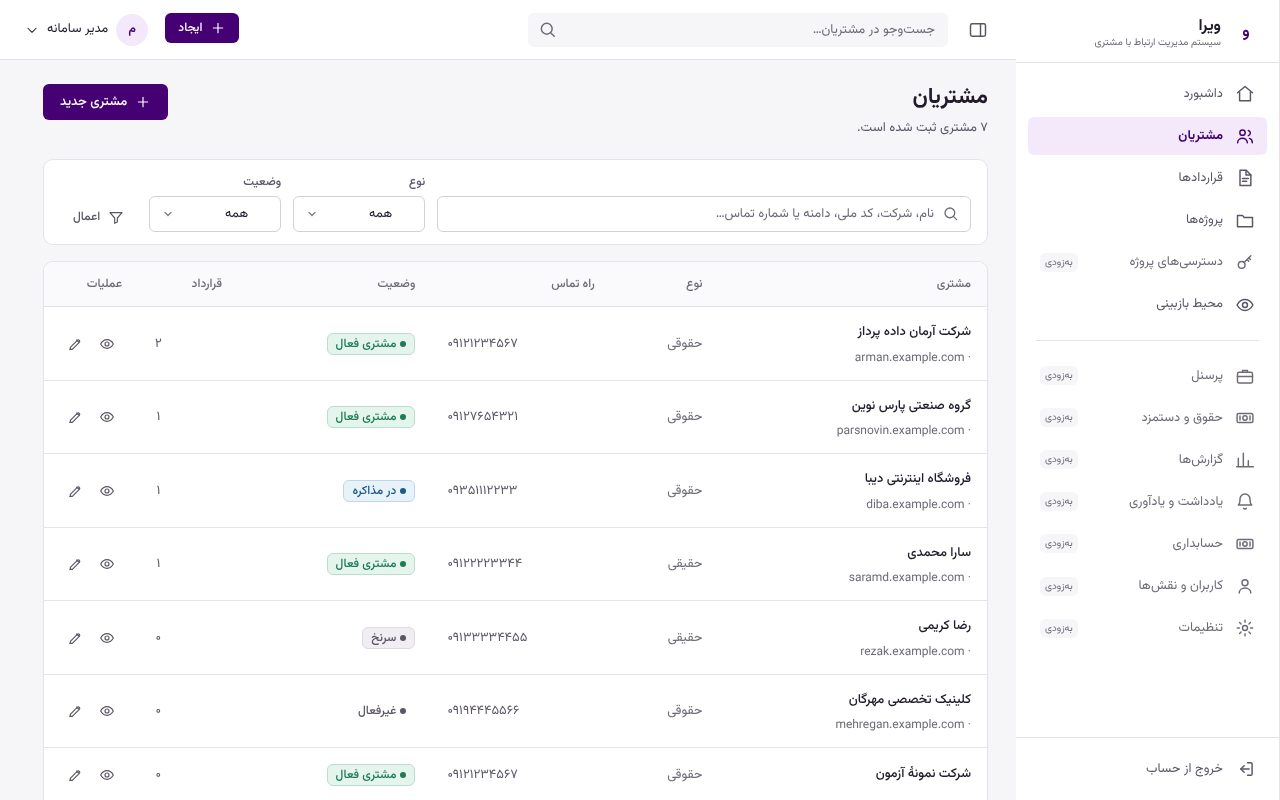 و
ویرا
سیستم مدیریت ارتباط با مشتری
جست‌وجو در مشتریان...
ایجاد
م
مدیر سامانه
داشبورد
مشتریان
قراردادها
پروژه‌ها
دسترسی‌های پروژه
به‌زودی
محیط بازبینی
پرسنل
به‌زودی
حقوق و دستمزد
به‌زودی
گزارش‌ها
به‌زودی
یادداشت و یادآوری
به‌زودی
حسابداری
به‌زودی
کاربران و نقش‌ها
به‌زودی
تنظیمات
به‌زودی
خروج از حساب
مشتریان
۷ مشتری ثبت شده است.
مشتری جدید
نام، شرکت، کد ملی، دامنه یا شماره تماس...
نوع
همه
وضعیت
همه
اعمال
مشتری نوع راه تماس وضعیت قرارداد عملیات
شرکت آرمان داده پرداز
· arman.example.com
حقوقی ۰۹۱۲۱۲۳۴۵۶۷ مشتری فعال ۲
گروه صنعتی پارس نوین
· parsnovin.example.com
حقوقی ۰۹۱۲۷۶۵۴۳۲۱ مشتری فعال ۱
فروشگاه اینترنتی دیبا
· diba.example.com
حقوقی ۰۹۳۵۱۱۱۲۲۳۳ در مذاکره ۱
سارا محمدی
· saramd.example.com
حقیقی ۰۹۱۲۲۲۲۳۳۴۴ مشتری فعال ۱
رضا کریمی
· rezak.example.com
حقیقی ۰۹۱۳۳۳۳۴۴۵۵ سرنخ ۰
کلینیک تخصصی مهرگان
· mehregan.example.com
حقوقی ۰۹۱۹۴۴۴۵۵۶۶ غیرفعال ۰
شرکت نمونهٔ آزمون
حقوقی ۰۹۱۲۱۲۳۴۵۶۷ مشتری فعال ۰